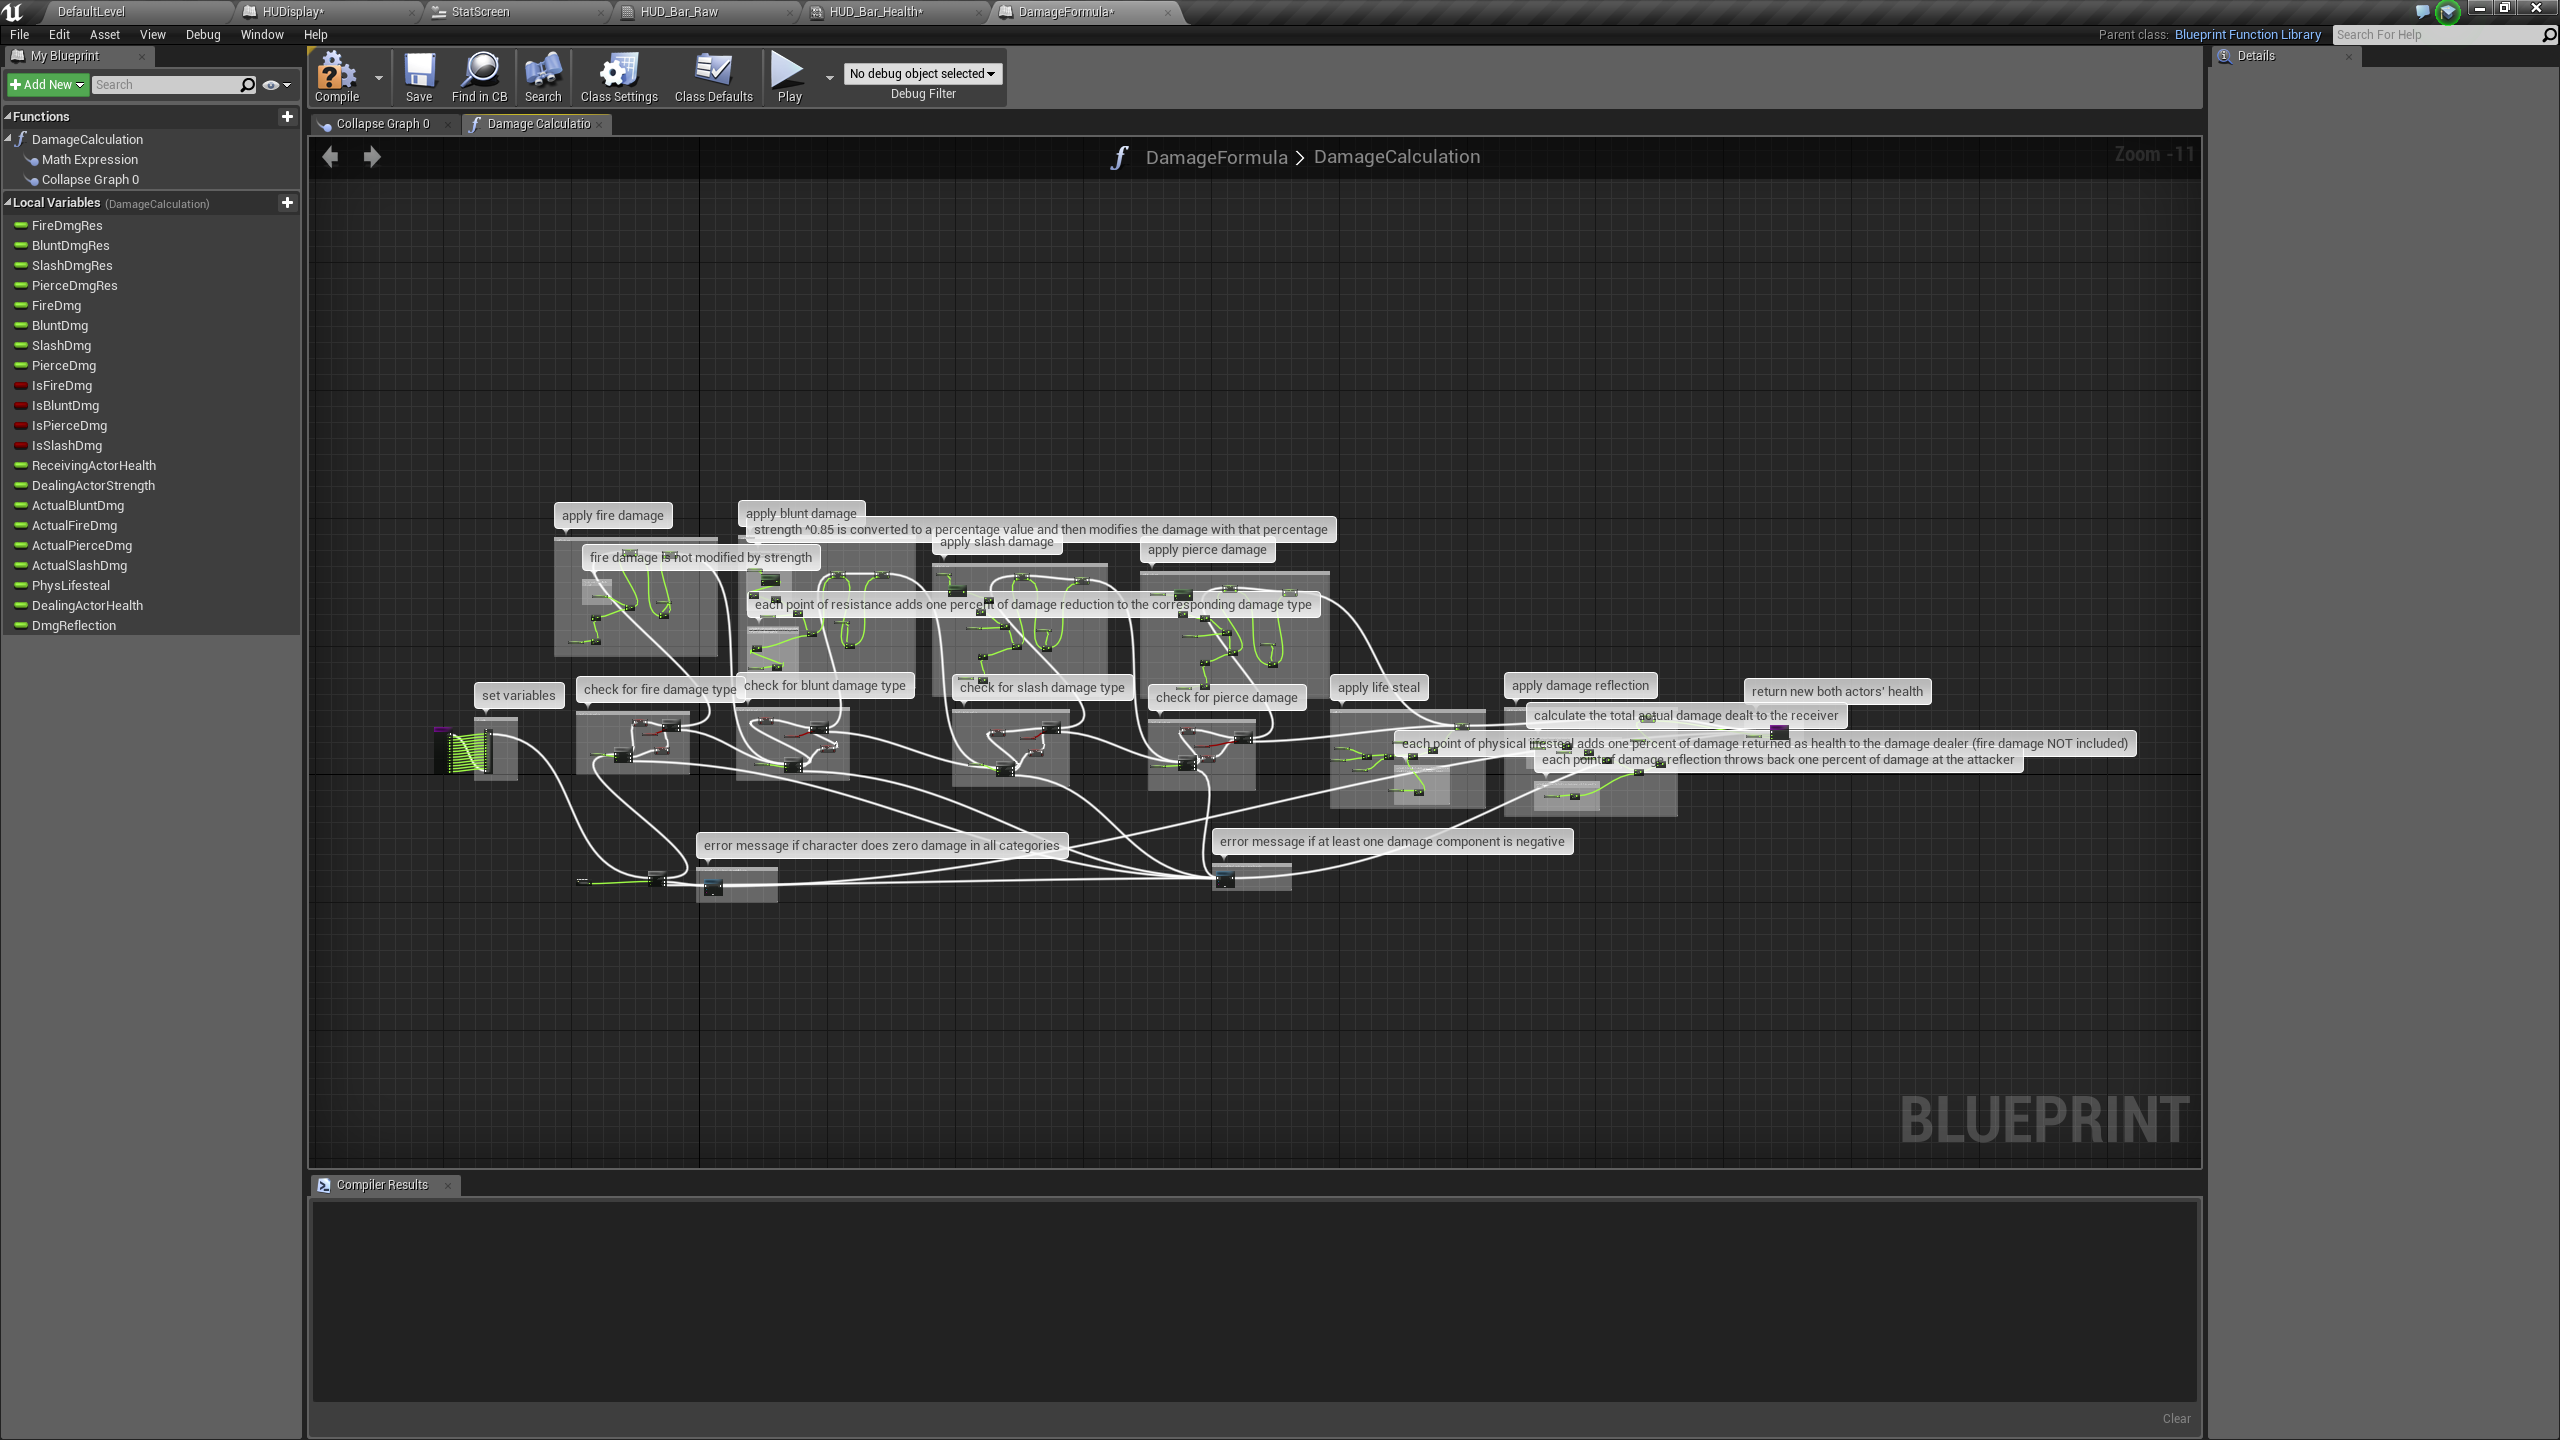 DefaultLevel
HUDisplay*
StatScreen
HUD_Bar_Raw
HUD_Bar_Health*
DamageFormula*
File Edit Asset View Debug Window Help
Parent class: Blueprint Function Library
Search For Help
My Blueprint
Details
Add New
Search
Compile
Save
Find in CB
Search
Class Settings
Class Defaults
Play
No debug object selected
Debug Filter
Functions
DamageCalculation
Math Expression
Collapse Graph 0
Local Variables (DamageCalculation)
FireDmgRes
BluntDmgRes
SlashDmgRes
PierceDmgRes
FireDmg
BluntDmg
SlashDmg
PierceDmg
IsFireDmg
IsBluntDmg
IsPierceDmg
IsSlashDmg
ReceivingActorHealth
DealingActorStrength
ActualBluntDmg
ActualFireDmg
ActualPierceDmg
ActualSlashDmg
PhysLifesteal
DealingActorHealth
DmgReflection
Collapse Graph 0
Damage Calculatio
DamageFormula > DamageCalculation
Zoom -11
apply fire damage
apply blunt damage
strength ^0.85 is converted to a percentage value and then modifies the damage with that percentage
apply slash damage
apply pierce damage
fire damage is not modified by strength
each point of resistance adds one percent of damage reduction to the corresponding damage type
set variables
check for fire damage type
check for blunt damage type
check for slash damage type
check for pierce damage
apply life steal
apply damage reflection
return new both actors' health
calculate the total actual damage dealt to the receiver
each point of physical lifesteal adds one percent of damage returned as health to the damage dealer (fire damage NOT included)
each point of damage reflection throws back one percent of damage at the attacker
error message if character does zero damage in all categories
error message if at least one damage component is negative
BLUEPRINT
Compiler Results
Clear